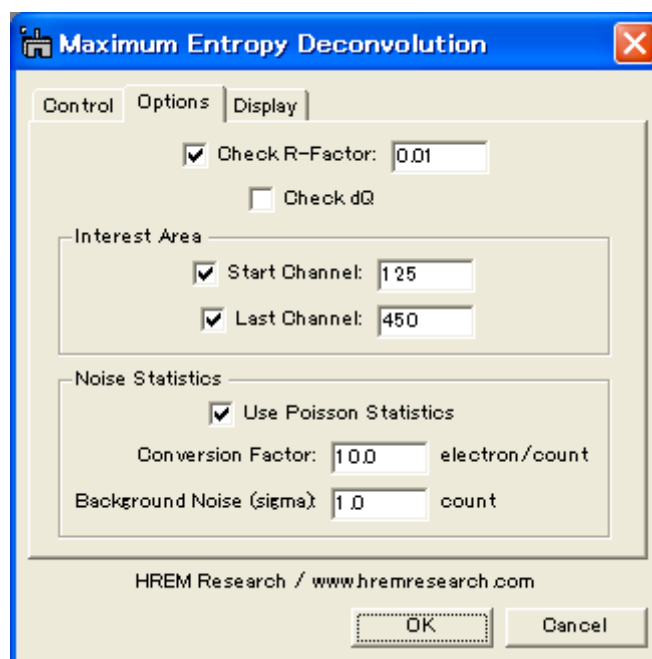 Maximum Entropy Deconvolution
Control Options Display
Check R-Factor: 0.01
Check dQ
Interest Area
Start Channel: 125
Last Channel: 450
Noise Statistics
Use Poisson Statistics
Conversion Factor: 10.0 electron/count
Background Noise (sigma): 1.0 count
HREM Research / www.hremresearch.com
OK Cancel